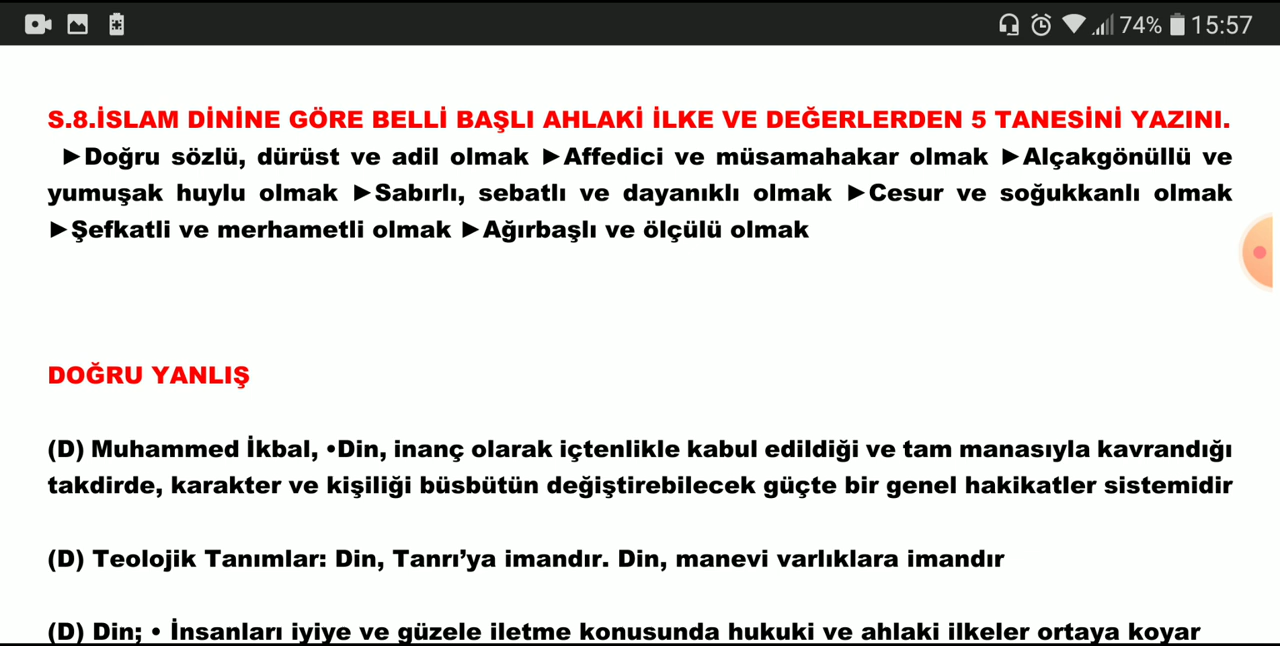 74% 15:57
S.8.İSLAM DİNİNE GÖRE BELLİ BAŞLI AHLAKİ İLKE VE DEĞERLERDEN 5 TANESİNİ YAZINI.
►Doğru sözlü, dürüst ve adil olmak ►Affedici ve müsamahakar olmak ►Alçakgönüllü ve
yumuşak huylu olmak ►Sabırlı, sebatlı ve dayanıklı olmak ►Cesur ve soğukkanlı olmak
►Şefkatli ve merhametli olmak ►Ağırbaşlı ve ölçülü olmak
DOĞRU YANLIŞ
(D) Muhammed İkbal, •Din, inanç olarak içtenlikle kabul edildiği ve tam manasıyla kavrandığı
takdirde, karakter ve kişiliği büsbütün değiştirebilecek güçte bir genel hakikatler sistemidir
(D) Teolojik Tanımlar: Din, Tanrı’ya imandır. Din, manevi varlıklara imandır
(D) Din; • İnsanları iyiye ve güzele iletme konusunda hukuki ve ahlaki ilkeler ortaya koyar